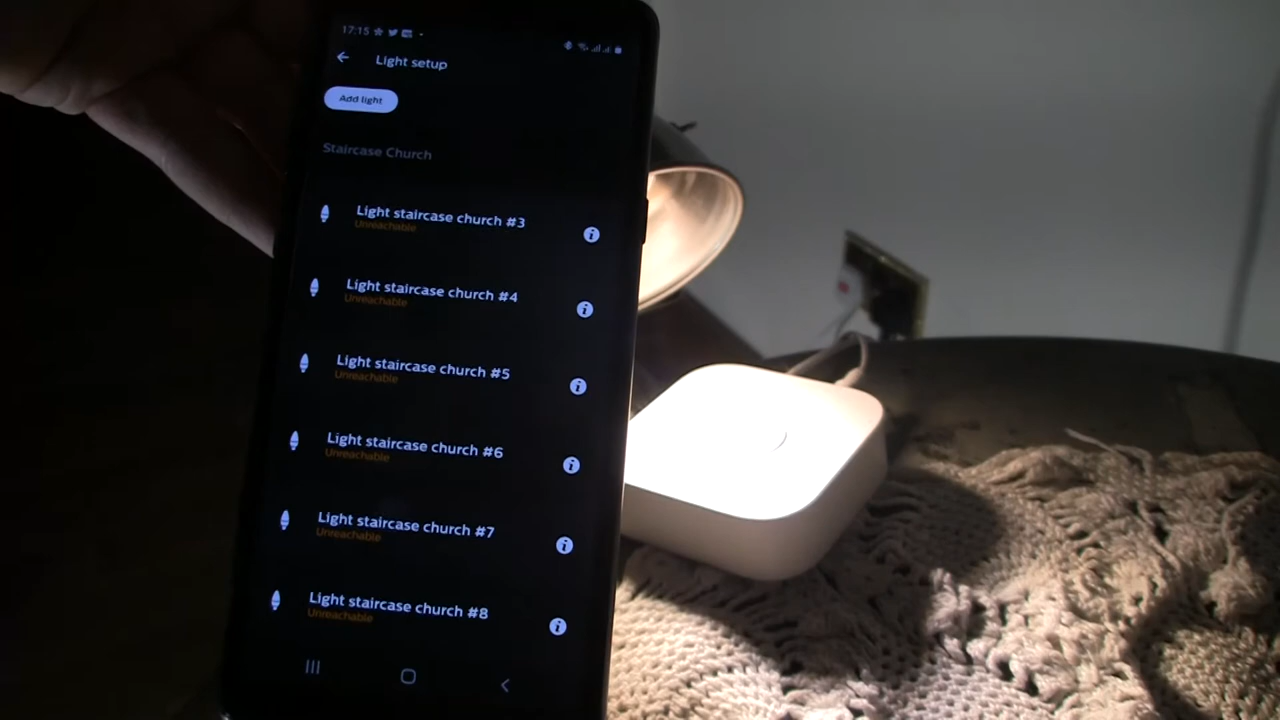 17:15
Light setup
Add light
Staircase Church
Light staircase church #3
Unreachable
Light staircase church #4
Unreachable
Light staircase church #5
Unreachable
Light staircase church #6
Unreachable
Light staircase church #7
Unreachable
Light staircase church #8
Unreachable